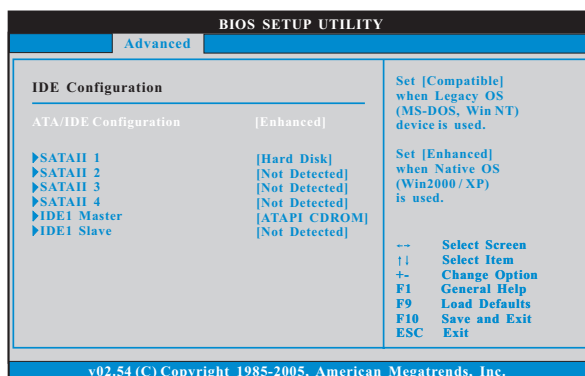 BIOS SETUP UTILITY
Advanced
IDE Configuration
ATA/IDE Configuration [Enhanced]
SATAII 1 [Hard Disk]
SATAII 2 [Not Detected]
SATAII 3 [Not Detected]
SATAII 4 [Not Detected]
IDE1 Master [ATAPI CDROM]
IDE1 Slave [Not Detected]
Set [Compatible]
when Legacy OS
(MS-DOS, Win NT)
device is used.
Set [Enhanced]
when Native OS
(Win2000 / XP)
is used.
←→ Select Screen
↑↓ Select Item
+- Change Option
F1 General Help
F9 Load Defaults
F10 Save and Exit
ESC Exit
v02.54 (C) Copyright 1985-2005, American Megatrends, Inc.